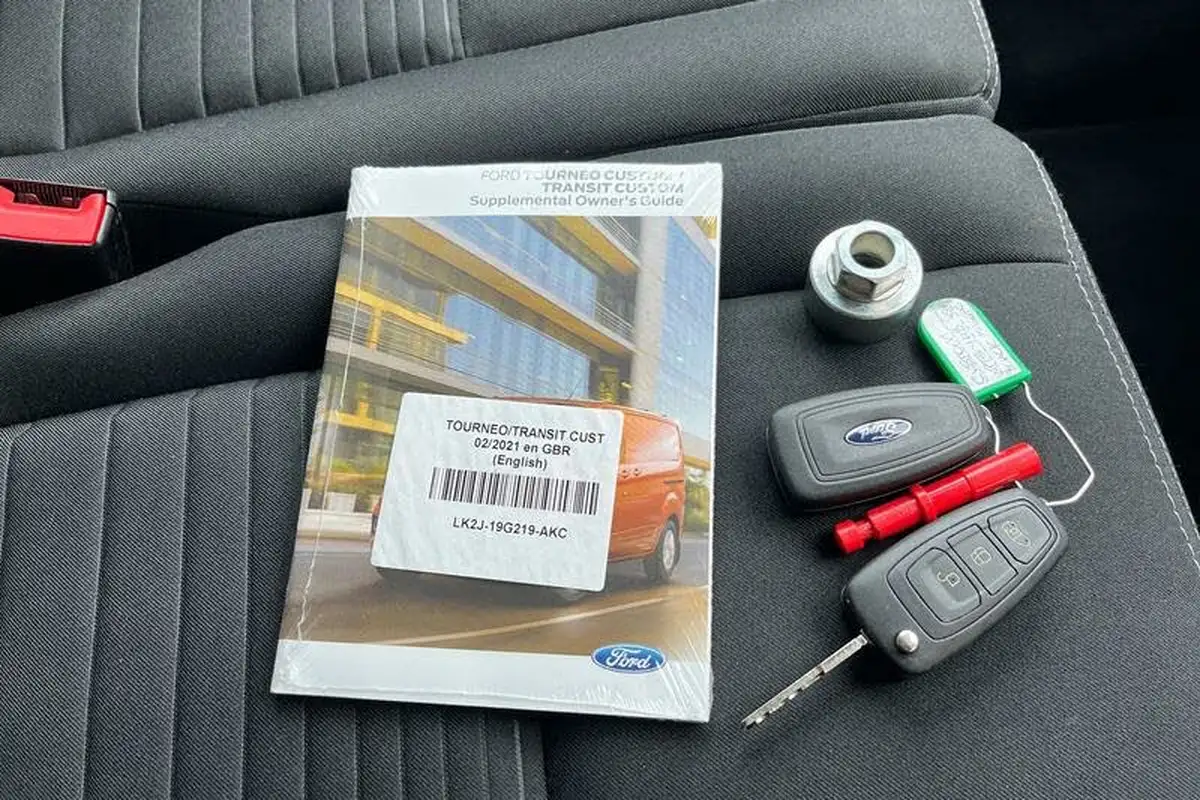 FORD TOURNEO CUSTOM /
TRANSIT CUSTOM
Supplemental Owner's Guide
TOURNEO/TRANSIT CUST
02/2021 en GBR
(English)
LK2J-19G219-AKC
Ford
Ford